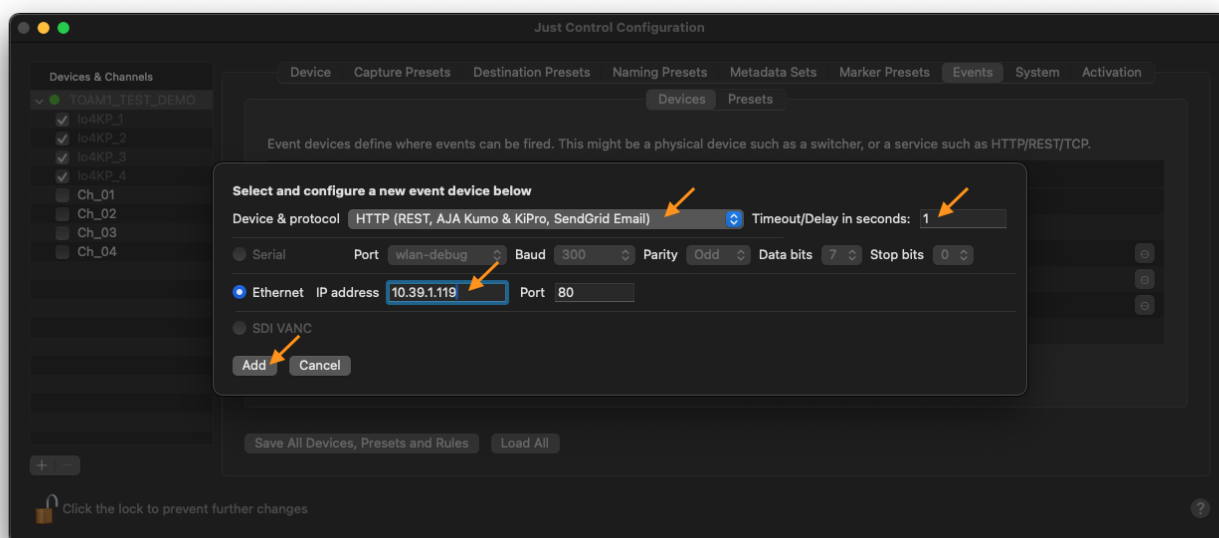 Just Control Configuration
Devices & Channels
TOAM1_TEST_DEMO
Io4KP_1
Io4KP_2
Io4KP_3
Io4KP_4
Ch_01
Ch_02
Ch_03
Ch_04
Device Capture Presets Destination Presets Naming Presets Metadata Sets Marker Presets Events System Activation
Devices Presets
Event devices define where events can be fired. This might be a physical device such as a switcher, or a service such as HTTP/REST/TCP.
Select and configure a new event device below
Device & protocol HTTP (REST, AJA Kumo & KiPro, SendGrid Email) Timeout/Delay in seconds: 1
Serial Port wlan-debug Baud 300 Parity Odd Data bits 7 Stop bits 0
Ethernet IP address 10.39.1.119 Port 80
SDI VANC
Add Cancel
Save All Devices, Presets and Rules Load All
+ −
Click the lock to prevent further changes ?